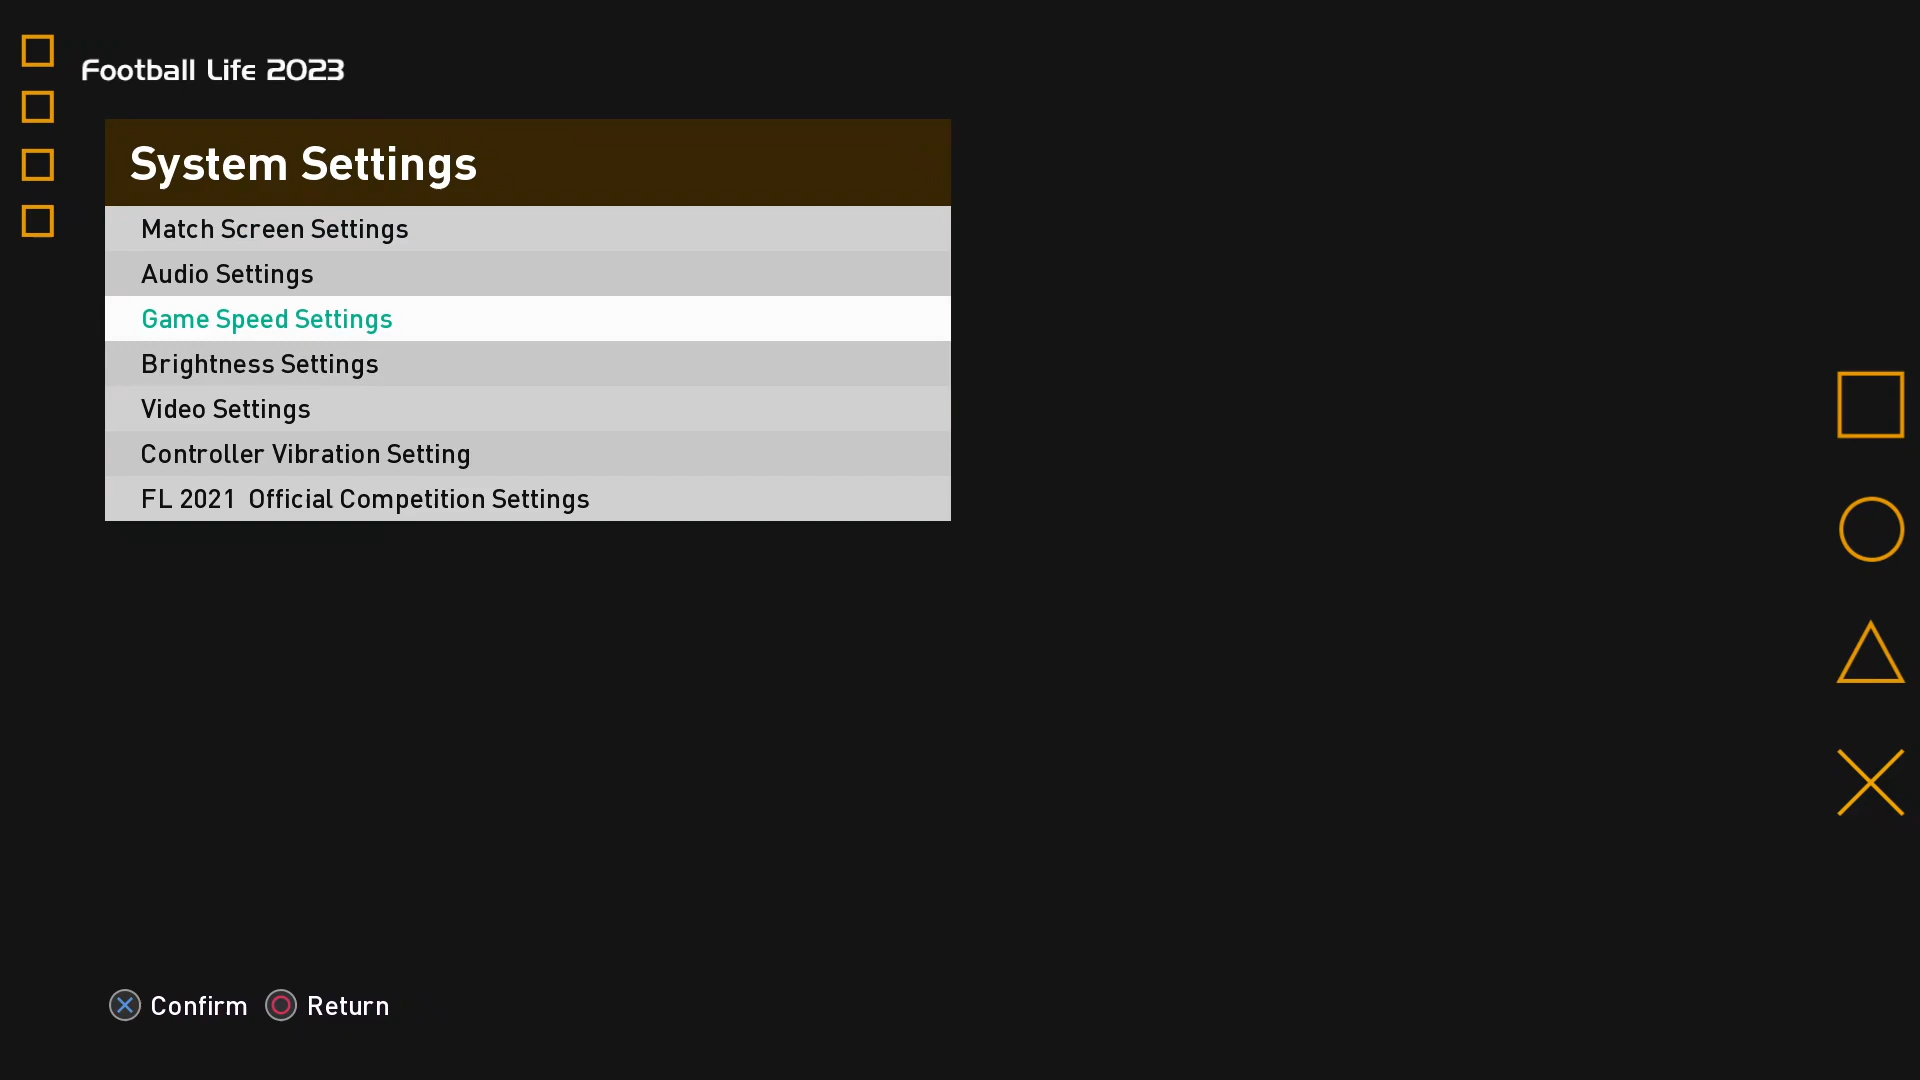 Football Life 2023
System Settings
Match Screen Settings
Audio Settings
Game Speed Settings
Brightness Settings
Video Settings
Controller Vibration Setting
FL 2021  Official Competition Settings
Confirm Return